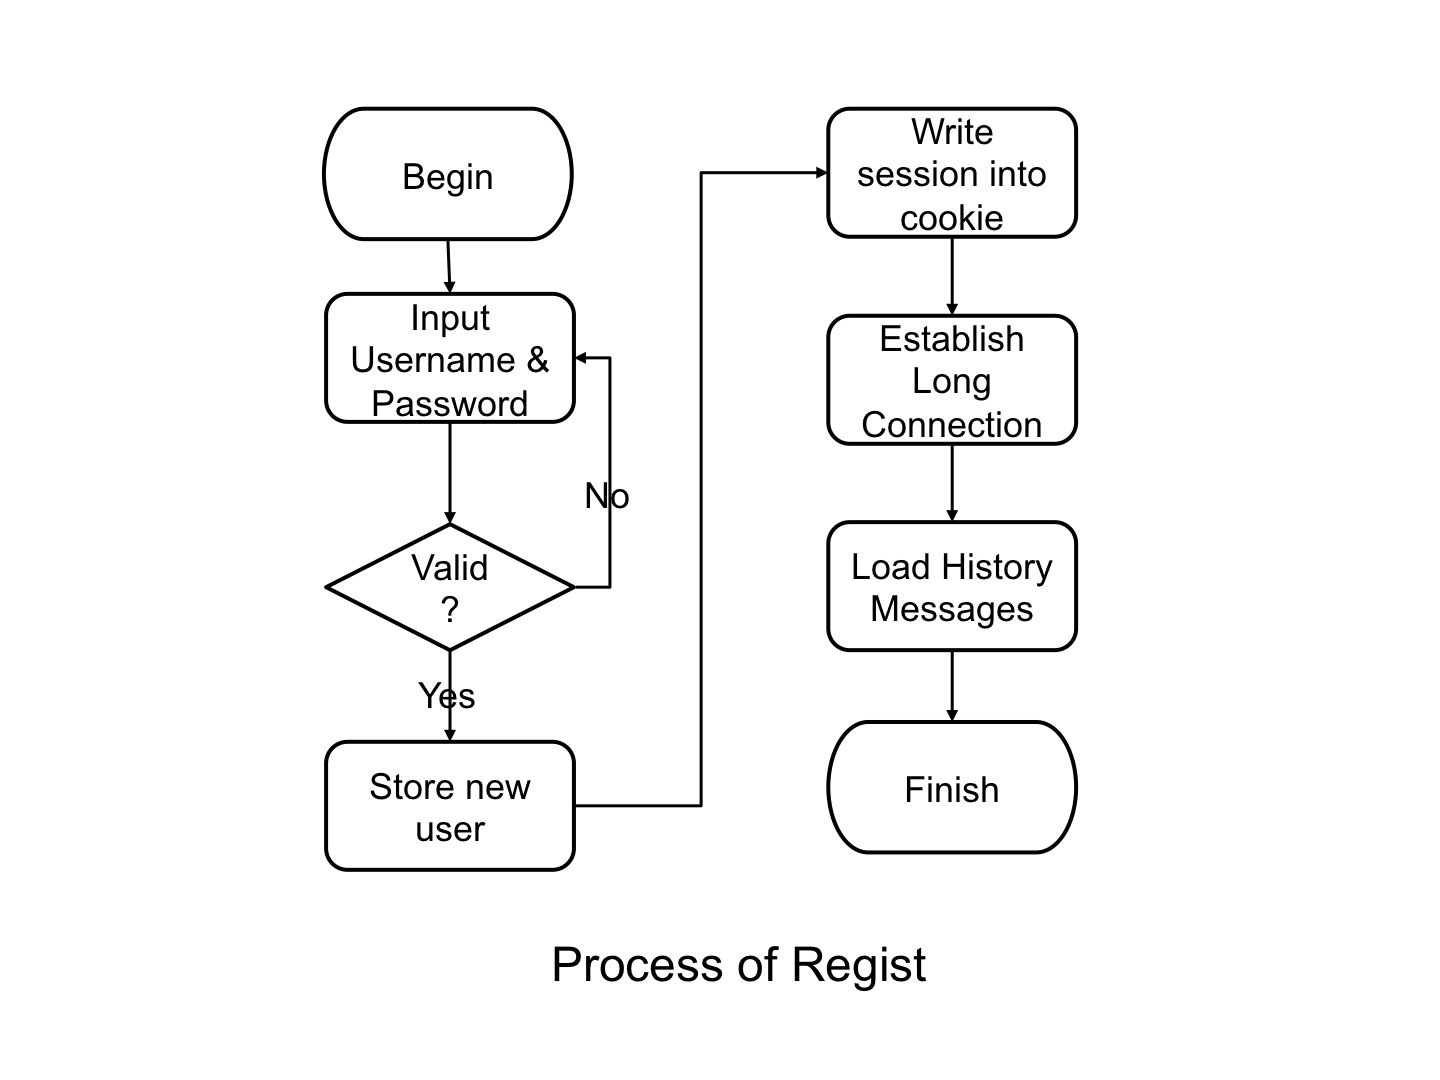 Begin
Input
Username &
Password
No
Valid
?
Yes
Store new
user
Write
session into
cookie
Establish
Long
Connection
Load History
Messages
Finish
Process of Regist